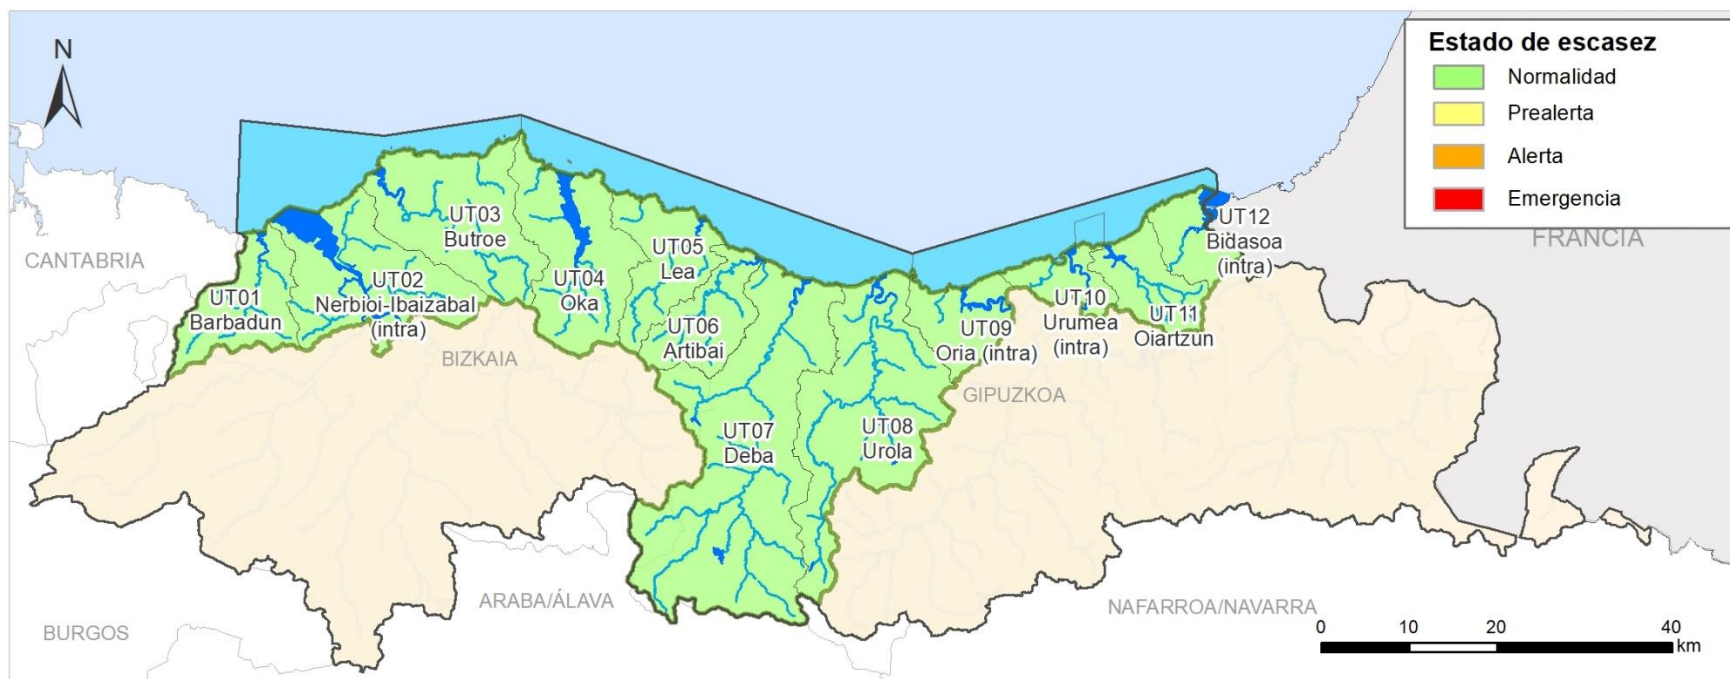 N
Estado de escasez
Normalidad
Prealerta
Alerta
Emergencia
CANTABRIA
FRANCIA
UT01
Barbadun
UT02
Nerbioi-Ibaizabal
(intra)
UT03
Butroe
UT04
Oka
UT05
Lea
UT06
Artibai
UT07
Deba
UT08
Urola
UT09
Oria (intra)
UT10
Urumea
(intra)
UT11
Oiartzun
UT12
Bidasoa
(intra)
BIZKAIA
GIPUZKOA
ARABA/ÁLAVA
NAFARROA/NAVARRA
BURGOS
0 10 20 40
km